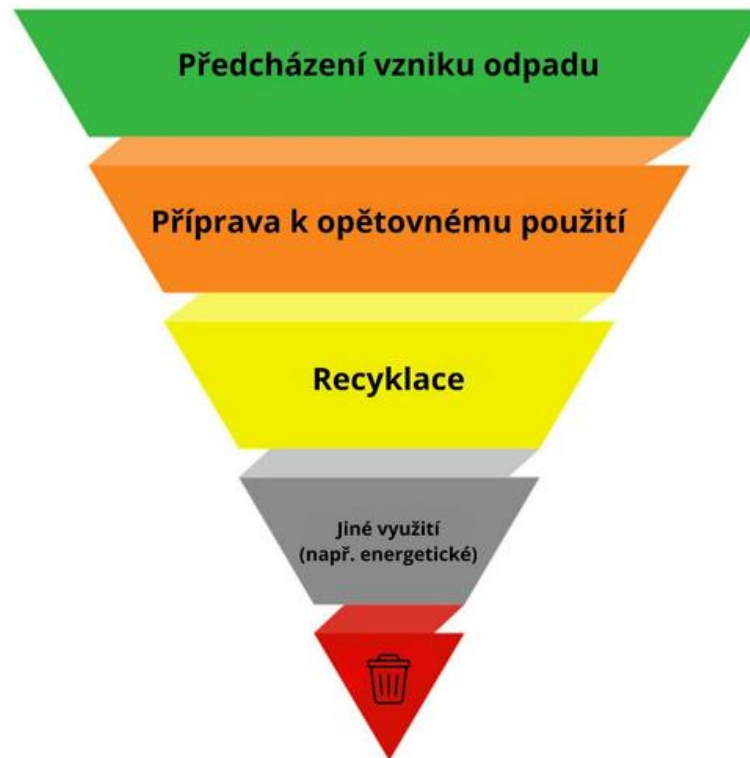 Předcházení vzniku odpadu
Příprava k opětovnému použití
Recyklace
Jiné využití
(např. energetické)